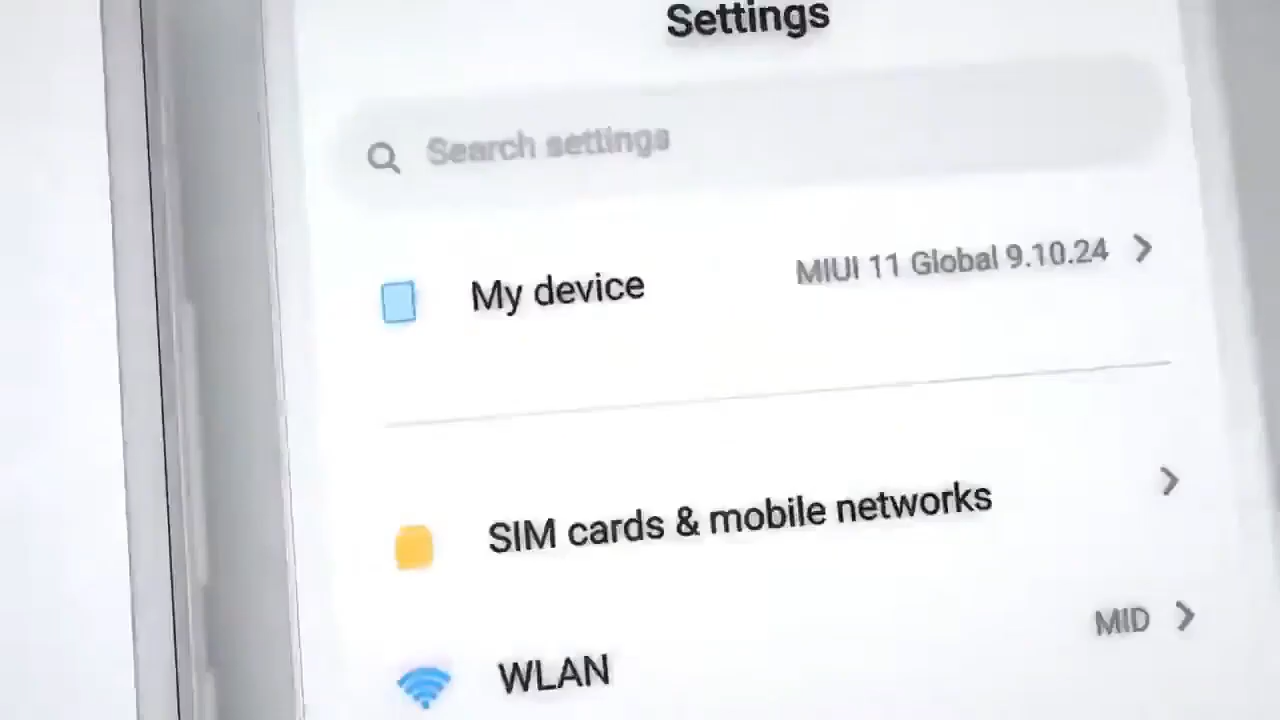 Settings
Search settings
My device MIUI 11 Global 9.10.24
SIM cards & mobile networks
WLAN MID